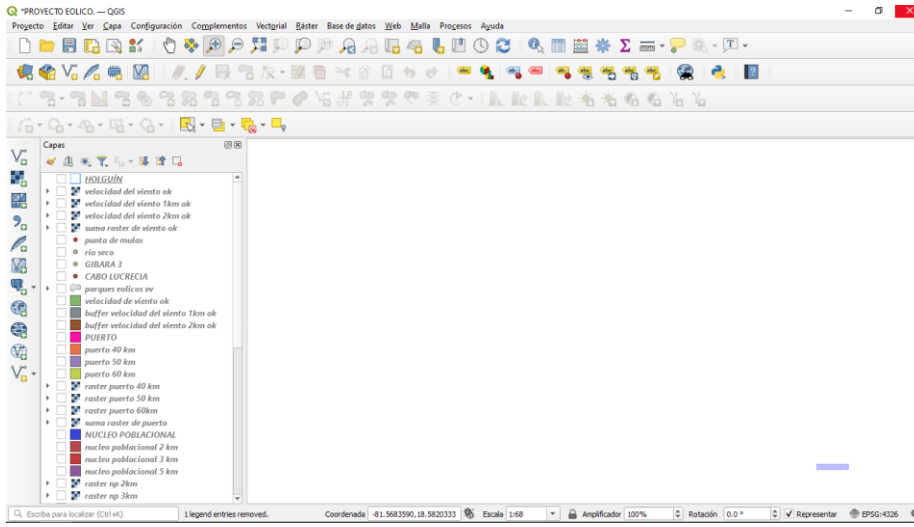 *PROYECTO EOLICO. — QGIS
Proyecto Editar Ver Capa Configuración Complementos Vectorial Ráster Base de datos Web Malla Procesos Ayuda
Capas
HOLGUÍN
velocidad del viento ok
velocidad del viento 1km ok
velocidad del viento 2km ok
suma raster de viento ok
punta de mulas
rio seco
GIBARA 3
CABO LUCRECIA
parques eolicas vv
velocidad de viento ok
buffer velocidad del viento 1km ok
buffer velocidad del viento 2km ok
PUERTO
puerto 40 km
puerto 50 km
puerto 60 km
raster puerto 40 km
raster puerto 50 km
raster puerto 60km
suma raster de puerto
NUCLEO POBLACIONAL
nucleo poblacional 2 km
nucleo poblacional 3 km
nucleo poblacional 5 km
raster np 2km
raster np 3km
Escriba para localizar (Ctrl+K) 1 legend entries removed. Coordenada -81.5683590,18.5820333 Escala 1:68 Amplificador 100% Rotación 0.0 ° Representar EPSG:4326